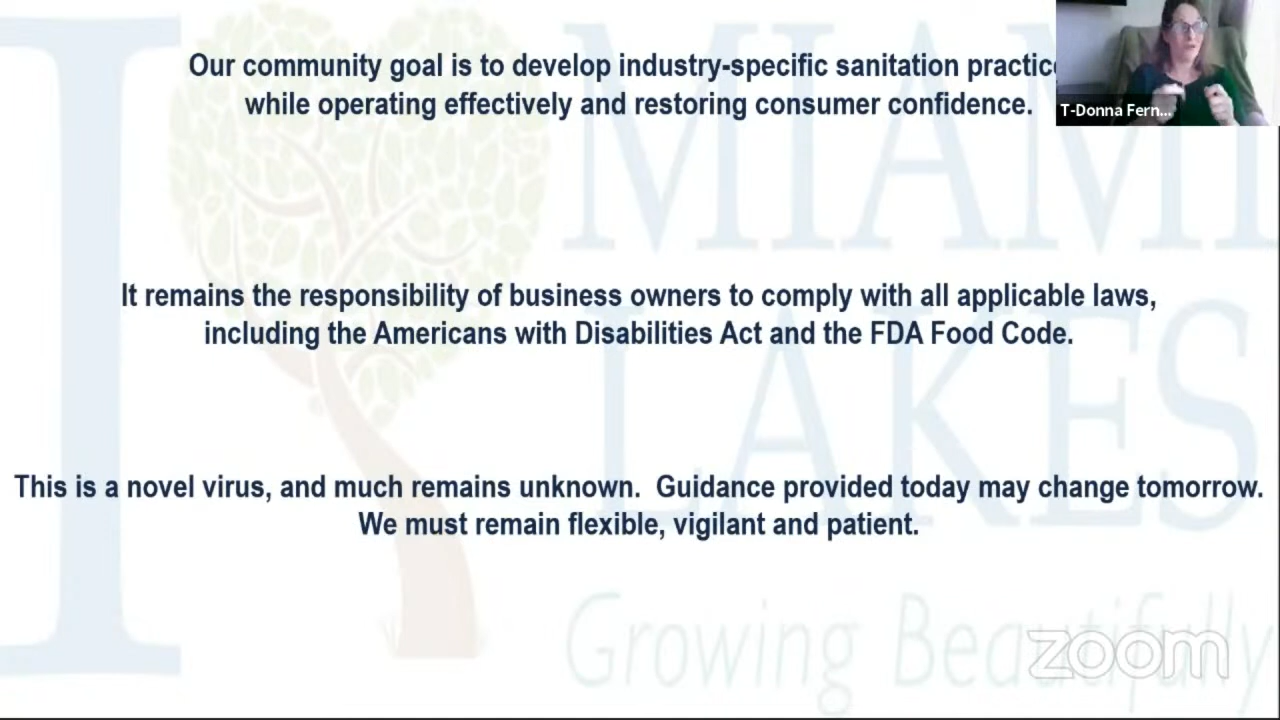 Our community goal is to develop industry-specific sanitation practic
while operating effectively and restoring consumer confidence.
T-Donna Fern...
I
MIAMI
It remains the responsibility of business owners to comply with all applicable laws,
including the Americans with Disabilities Act and the FDA Food Code.
LAKES
This is a novel virus, and much remains unknown. Guidance provided today may change tomorrow.
We must remain flexible, vigilant and patient.
Growing Beautifully
zoom